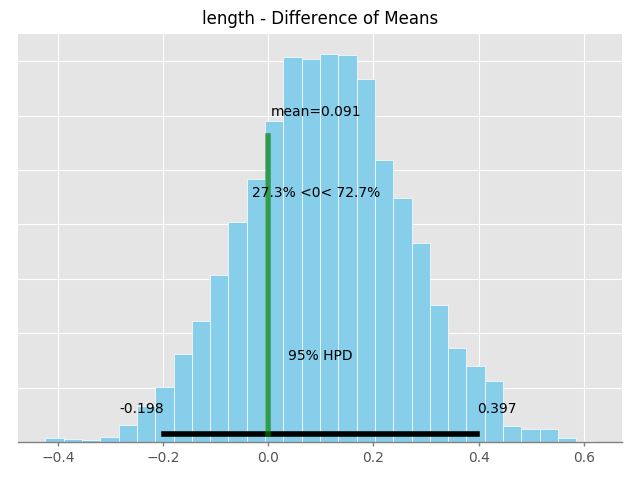 length - Difference of Means
mean=0.091
27.3% <0< 72.7%
95% HPD
-0.198
0.397
−0.4
−0.2
0.0
0.2
0.4
0.6